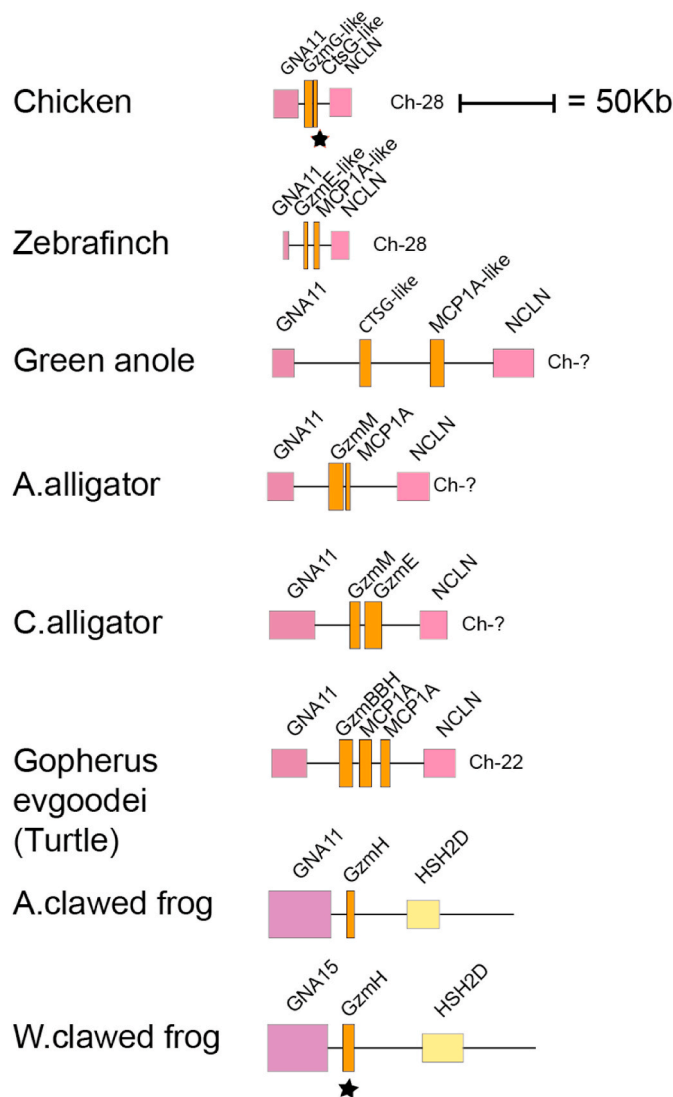 GNA11 GzmG-like CtsG-like NCLN
Chicken Ch-28 = 50Kb
GNA11 GzmE-like MCP1A-like NCLN
Zebrafinch Ch-28
GNA11 CTSG-like MCP1A-like NCLN
Green anole Ch-?
GNA11 GzmM MCP1A NCLN
A.alligator Ch-?
GNA11 GzmM GzmE NCLN
C.alligator Ch-?
GNA11 GzmBBH MCP1A MCP1A NCLN
Gopherus Ch-22
evgoodei
(Turtle)
GNA11 GzmH HSH2D
A.clawed frog
GNA15 GzmH HSH2D
W.clawed frog